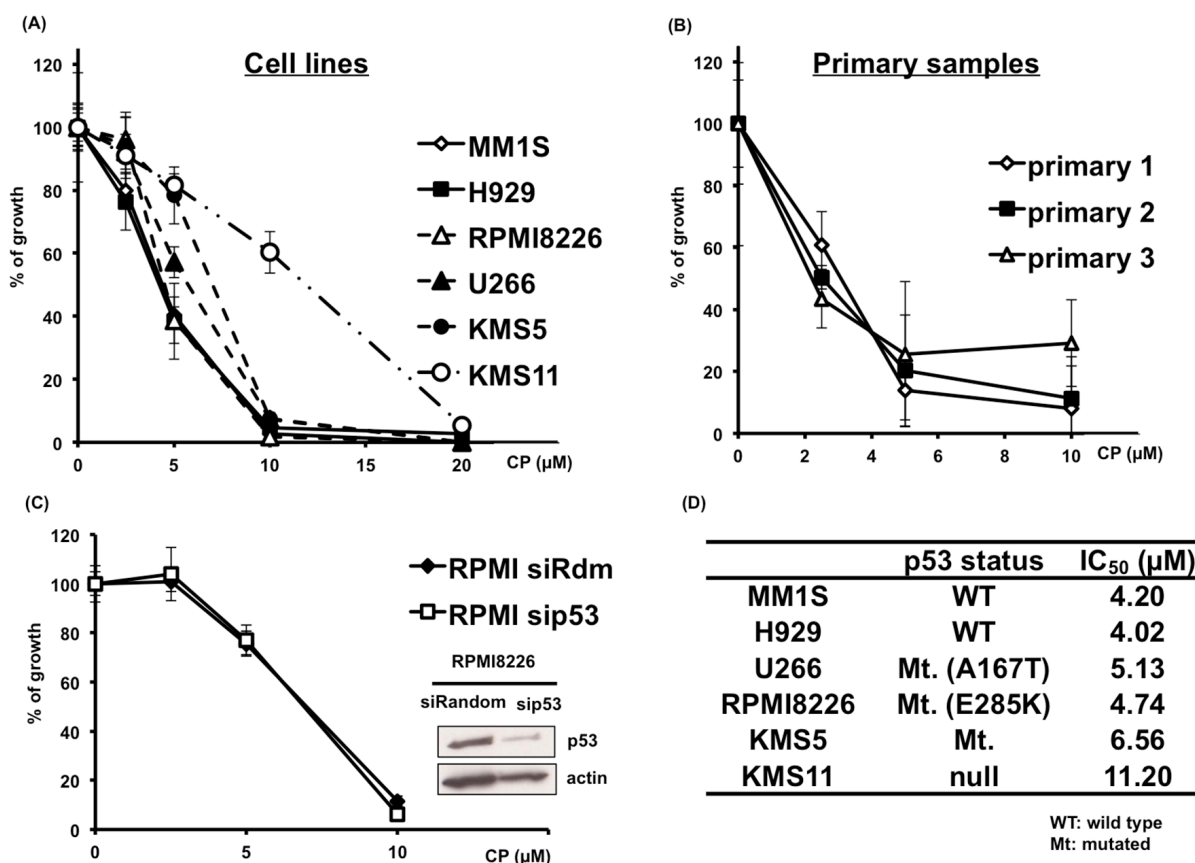 (A)
Cell lines
120
100
80
60
40
20
0
% of growth
0
5
10
15
20
CP (µM)
MM1S
H929
RPMI8226
U266
KMS5
KMS11
(B)
Primary samples
120
100
80
60
40
20
0
% of growth
0
2
4
6
8
10
CP (µM)
primary 1
primary 2
primary 3
(C)
120
100
80
60
40
20
0
% of growth
0
5
10
CP (µM)
RPMI siRdm
RPMI sip53
RPMI8226
siRandom sip53
p53
actin
(D)
p53 status IC₅₀ (µM)
MM1S WT 4.20
H929 WT 4.02
U266 Mt. (A167T) 5.13
RPMI8226 Mt. (E285K) 4.74
KMS5 Mt. 6.56
KMS11 null 11.20
WT: wild type
Mt: mutated